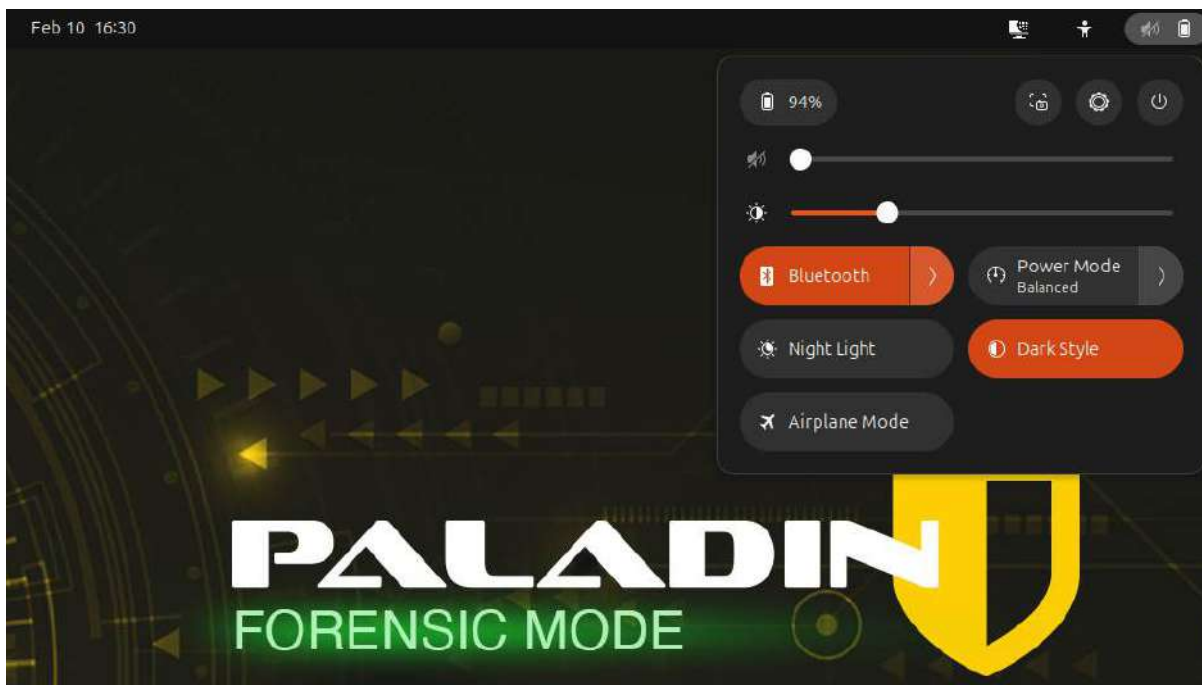 Feb 10 16:30
94%
Bluetooth
Power Mode
Balanced
Night Light
Dark Style
Airplane Mode
PALADIN
FORENSIC MODE